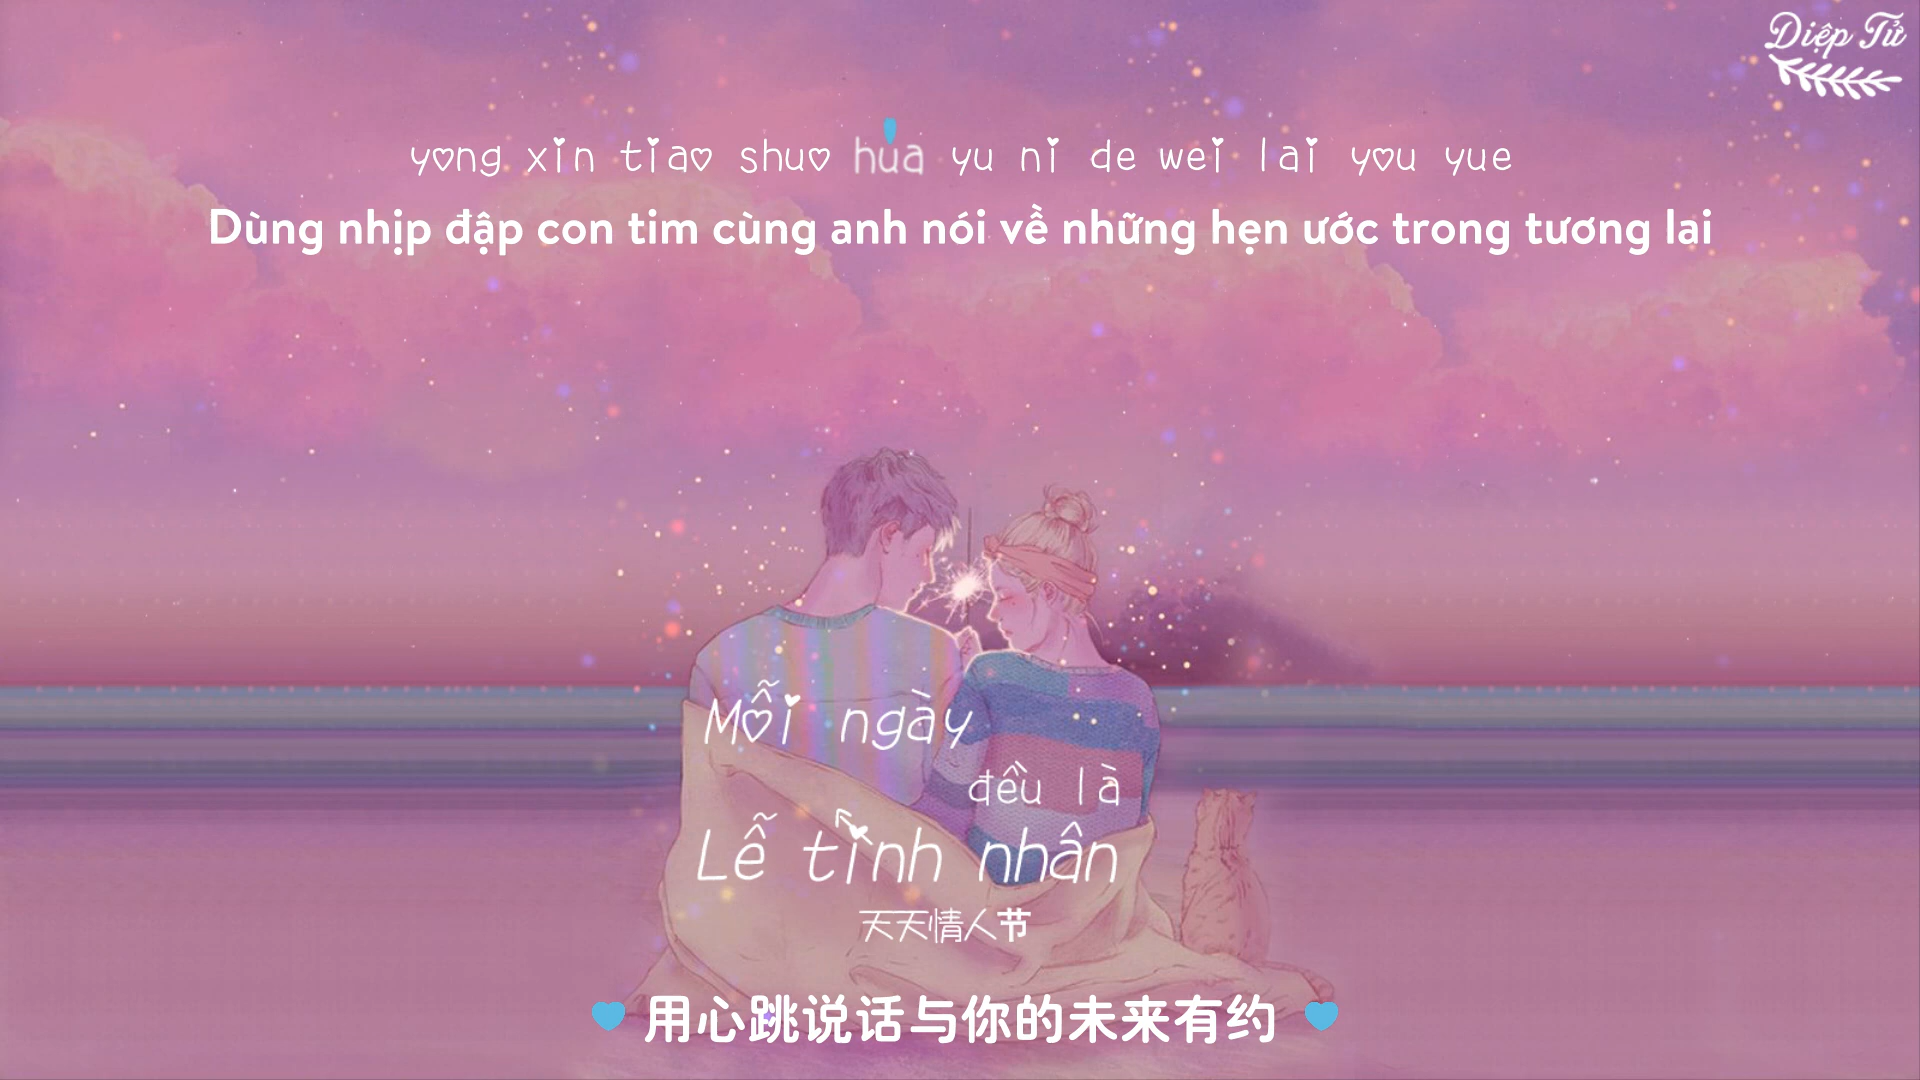 Diệp Tử
yong xin tiao shuo hua yu ni de wei lai you yue
Dùng nhịp đập con tim cùng anh nói về những hẹn ước trong tương lai
Mỗi ngày
đều là
Lễ tình nhân
天天情人节
用心跳说话与你的未来有约